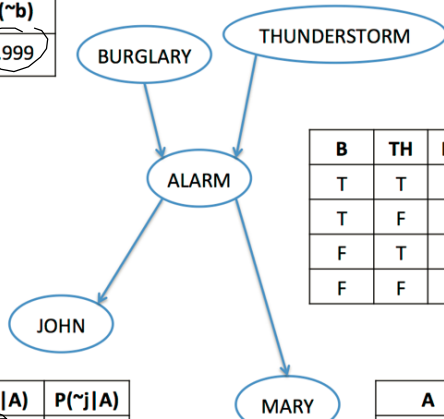 (~b)
.999
BURGLARY
THUNDERSTORM
ALARM
B TH
T T
T F
F T
F F
JOHN
|A) P(~j|A)
MARY
A